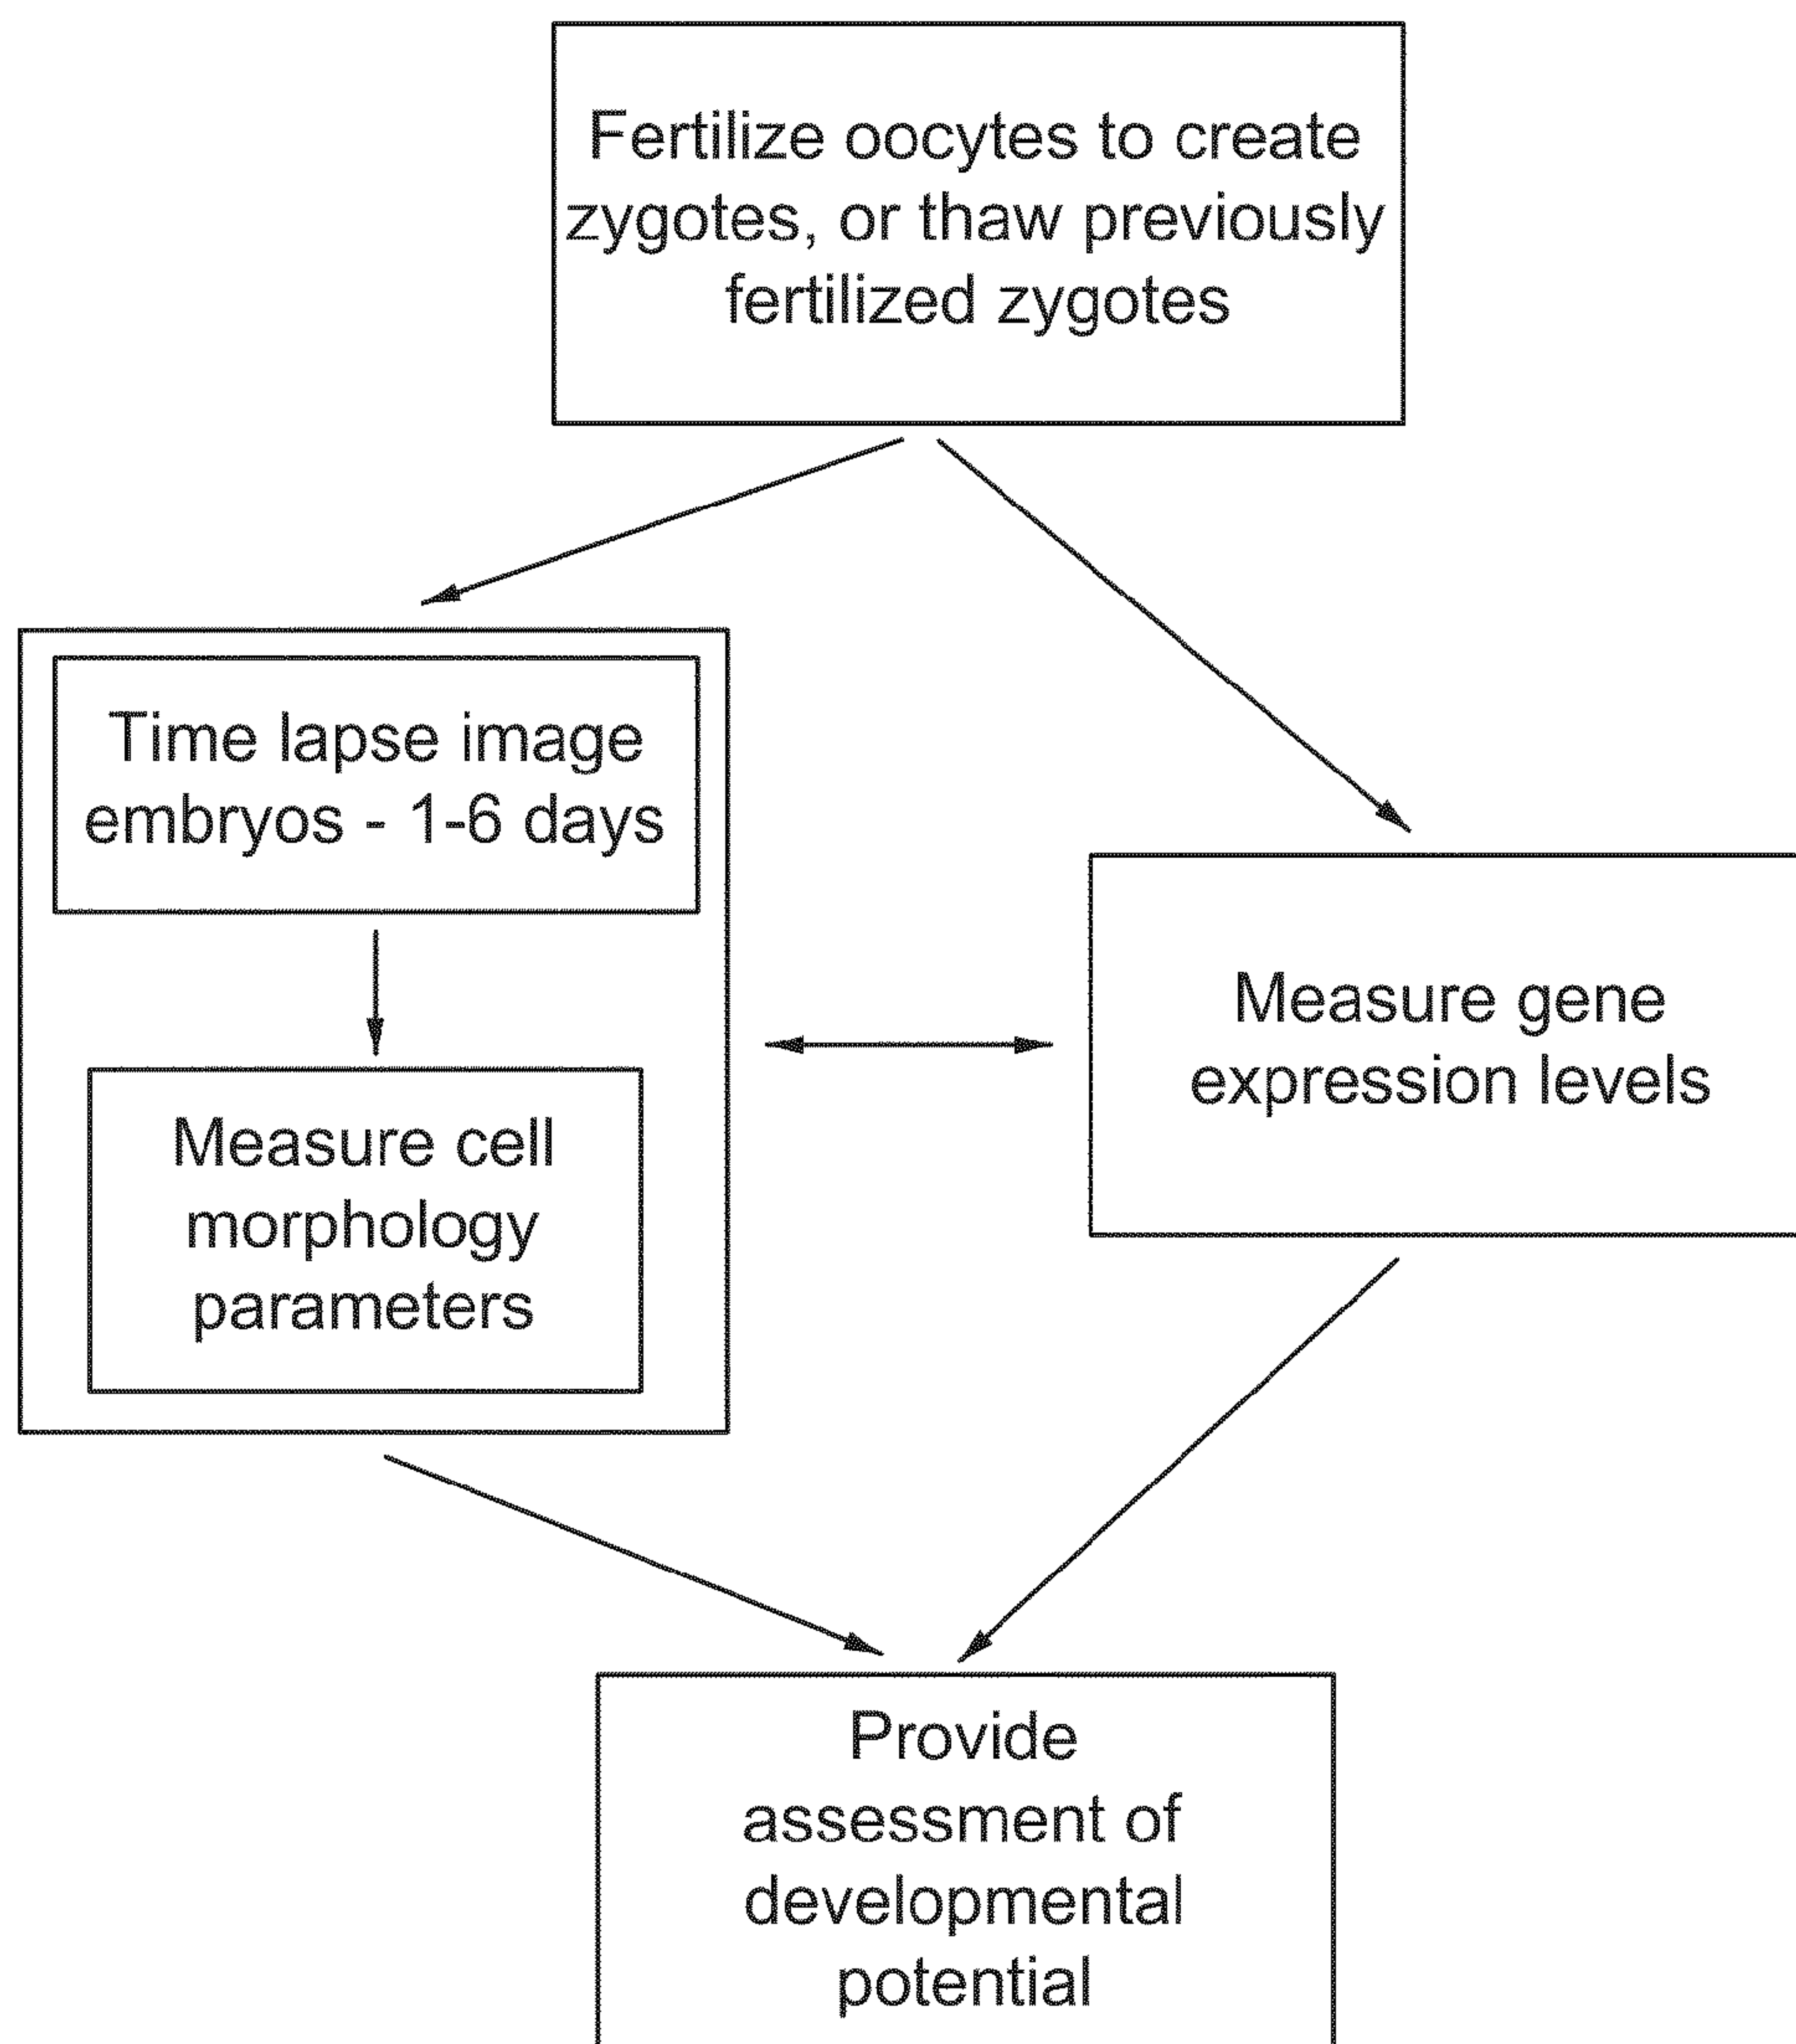 Fertilize oocytes to create
zygotes, or thaw previously
fertilized zygotes
Time lapse image
embryos - 1-6 days
Measure cell
morphology
parameters
Measure gene
expression levels
Provide
assessment of
developmental
potential